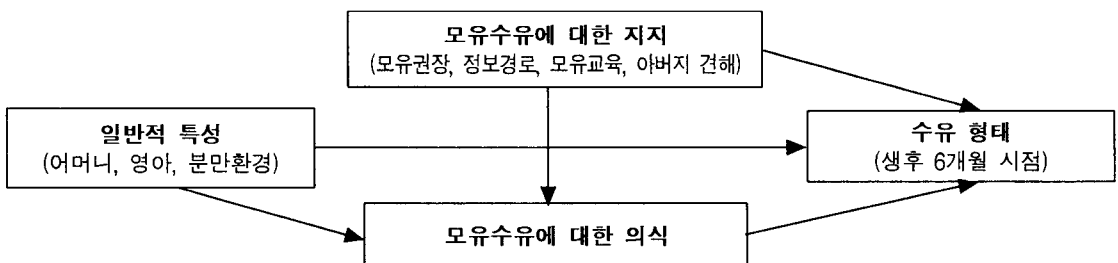 모유수유에 대한 지지
(모유권장, 정보경로, 모유교육, 아버지 견해)
일반적 특성
(어머니, 영아, 분만환경)
수유 형태
(생후 6개월 시점)
모유수유에 대한 의식